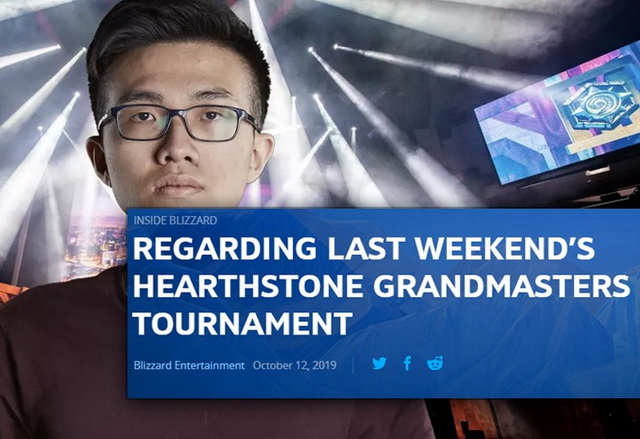 INSIDE BLIZZARD
REGARDING LAST WEEKEND'S
HEARTHSTONE GRANDMASTERS
TOURNAMENT
Blizzard Entertainment October 12, 2019